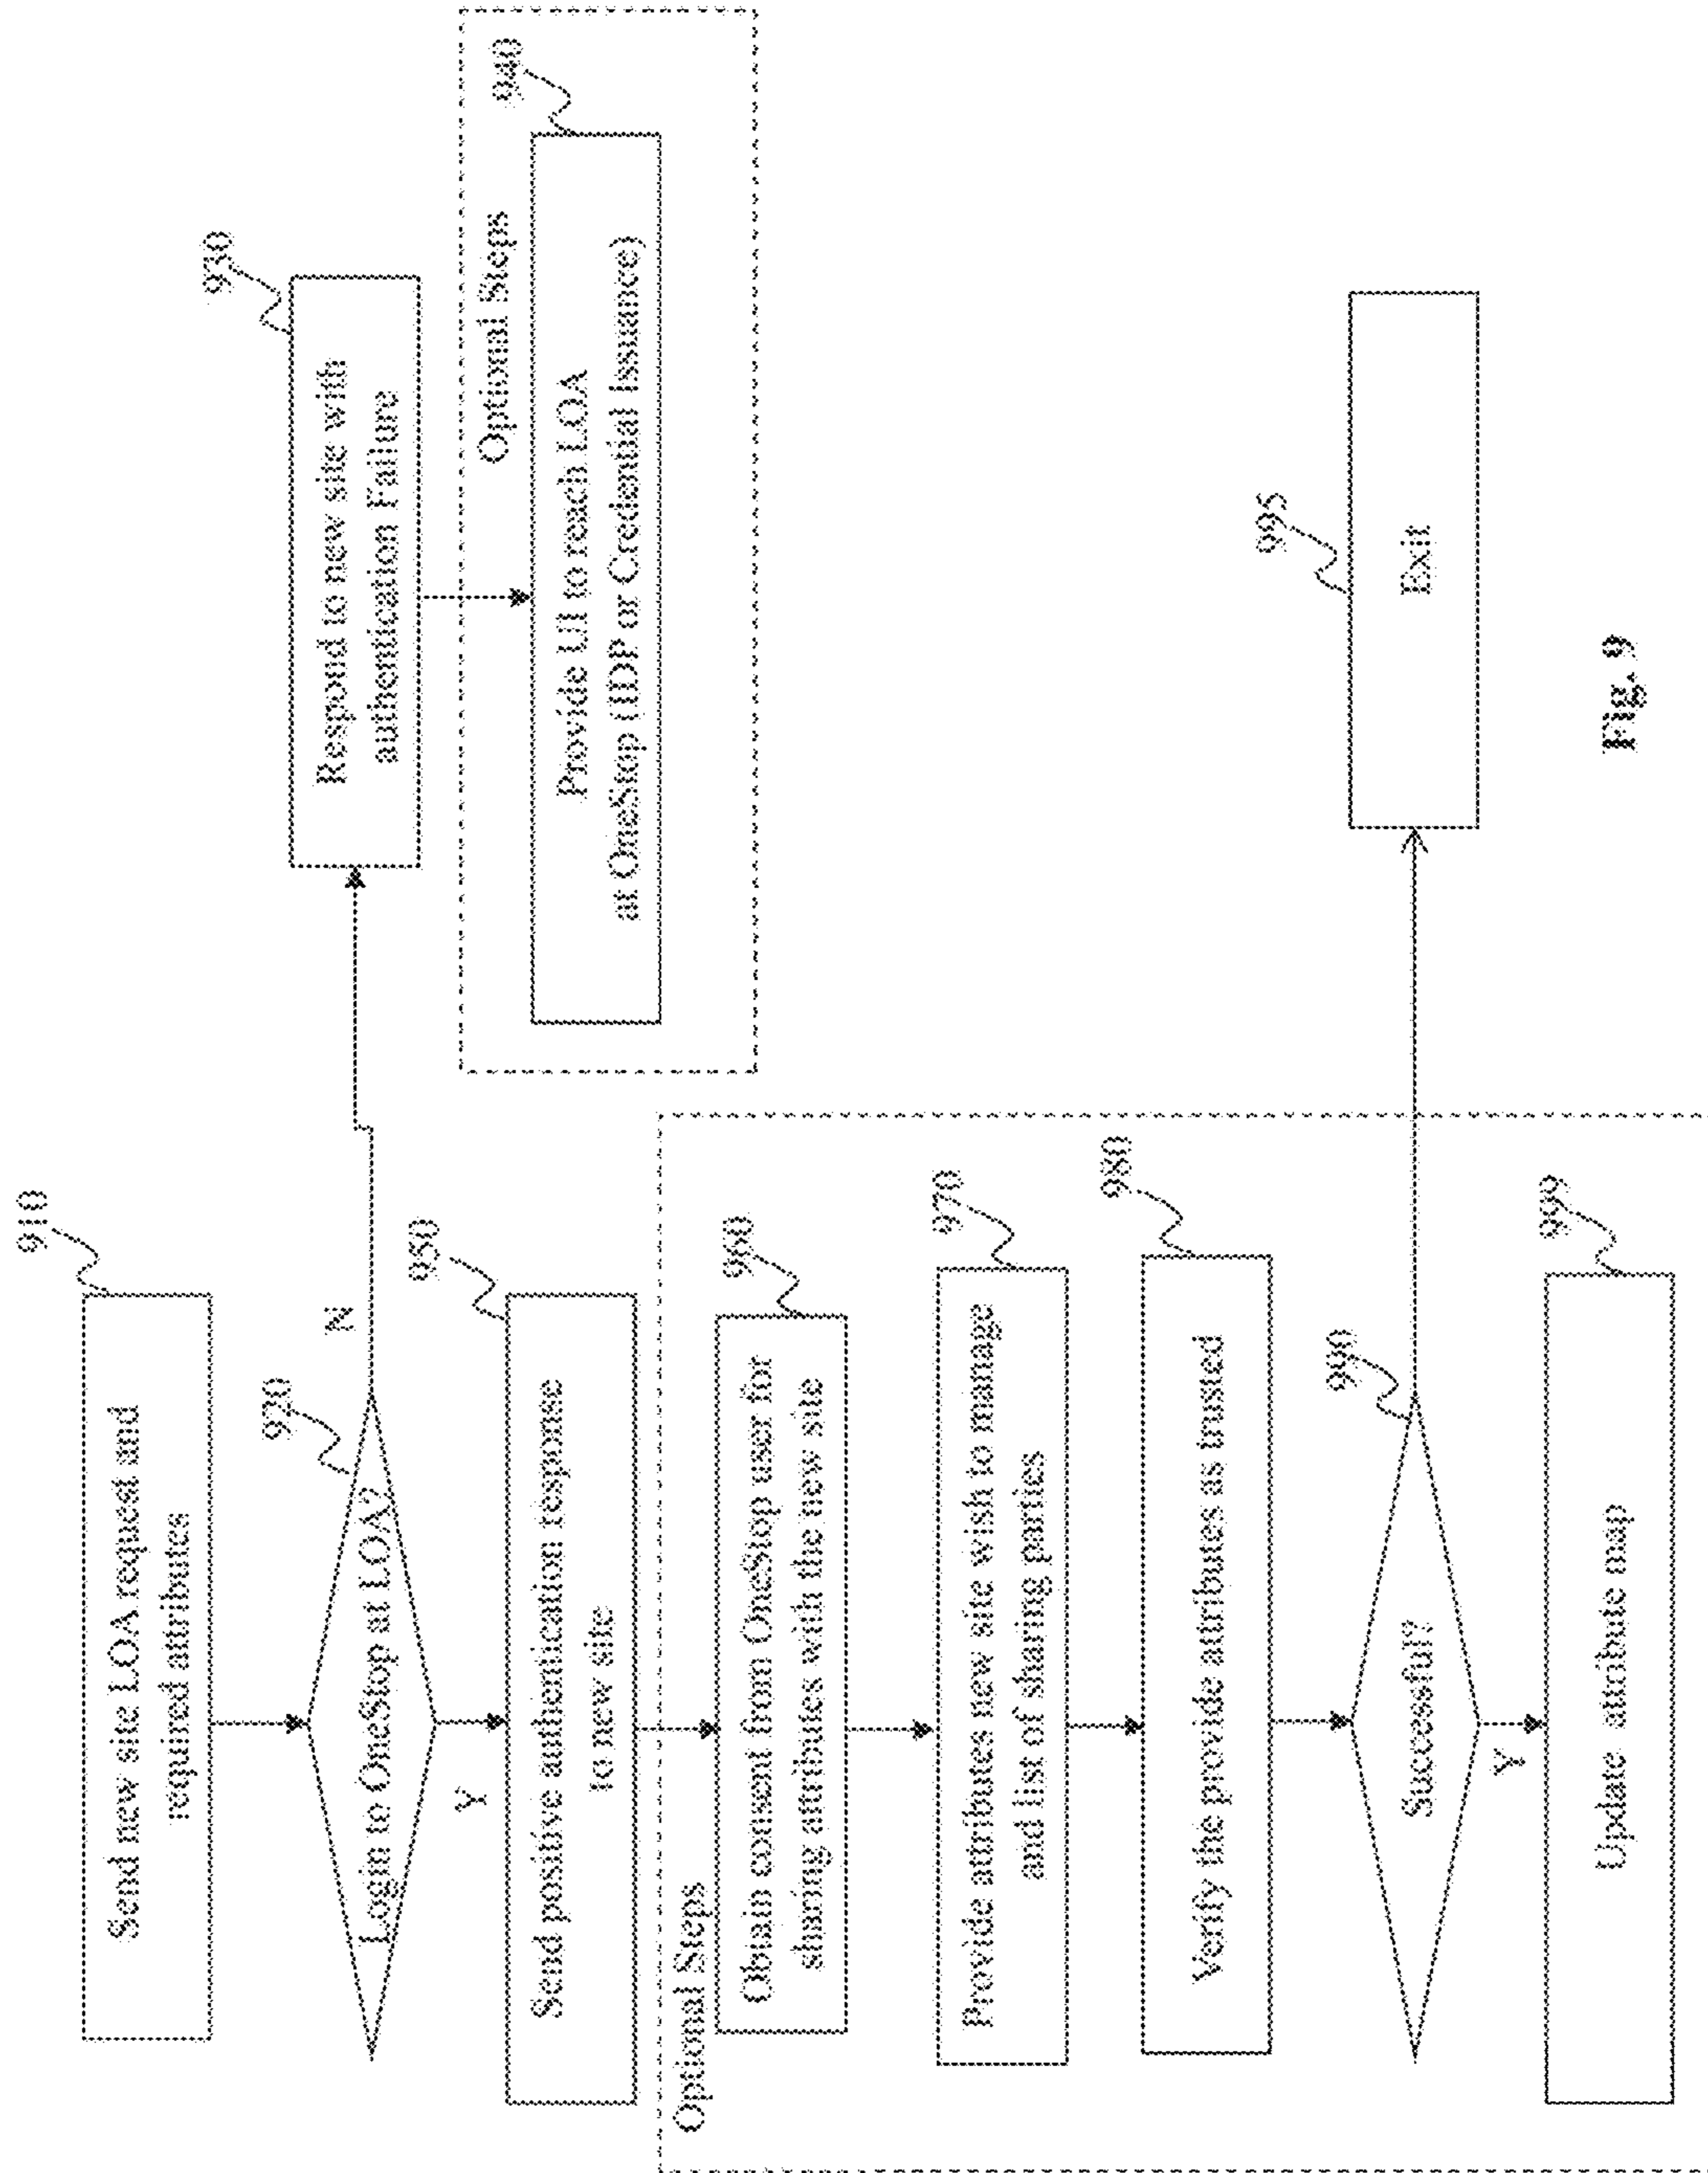 910
Send new site LOA request and
required attributes
920
Login to OneStop at LOA?
N
930
Respond to new site with
authentication Failure
Optional Steps
940
Provide UI to reach LOA
at OneStop (IDP or Credential Issuance)
Y
950
Send positive authentication response
to new site
Optional Steps
960
Obtain consent from OneStop user for
sharing attributes with the new site
970
Provide attributes new site wish to manage
and list of sharing parties
980
Verify the provide attributes as trusted
990
Successful?
995
Exit
Y
999
Update attribute map
Fig. 9